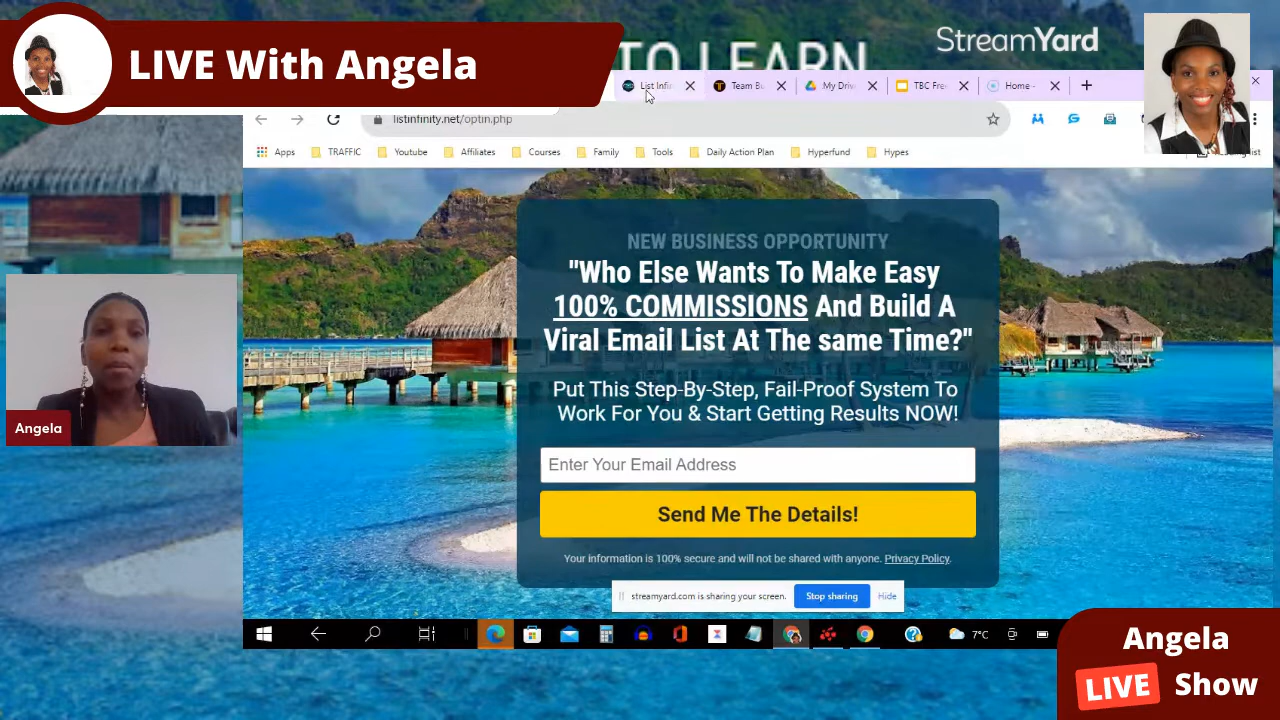 LIVE With Angela
TO LEARN
StreamYard
List Infi
Team Bu
My Driv
TBC Fre
Home -
listinfinity.net/optin.php
Apps
TRAFFIC
Youtube
Affiliates
Courses
Family
Tools
Daily Action Plan
Hyperfund
Hypes
NEW BUSINESS OPPORTUNITY
"Who Else Wants To Make Easy
100% COMMISSIONS And Build A
Viral Email List At The same Time?"
Put This Step-By-Step, Fail-Proof System To
Work For You & Start Getting Results NOW!
Enter Your Email Address
Send Me The Details!
Your information is 100% secure and will not be shared with anyone. Privacy Policy.
streamyard.com is sharing your screen.
Stop sharing
Hide
Angela
7°C
Angela
LIVE Show